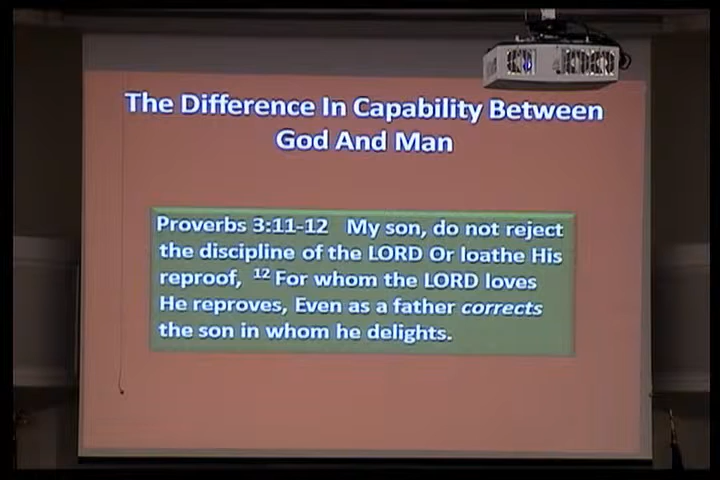 The Difference In Capability Between
God And Man
Proverbs 3:11-12 My son, do not reject
the discipline of the LORD Or loathe His
reproof, 12 For whom the LORD loves
He reproves, Even as a father corrects
the son in whom he delights.